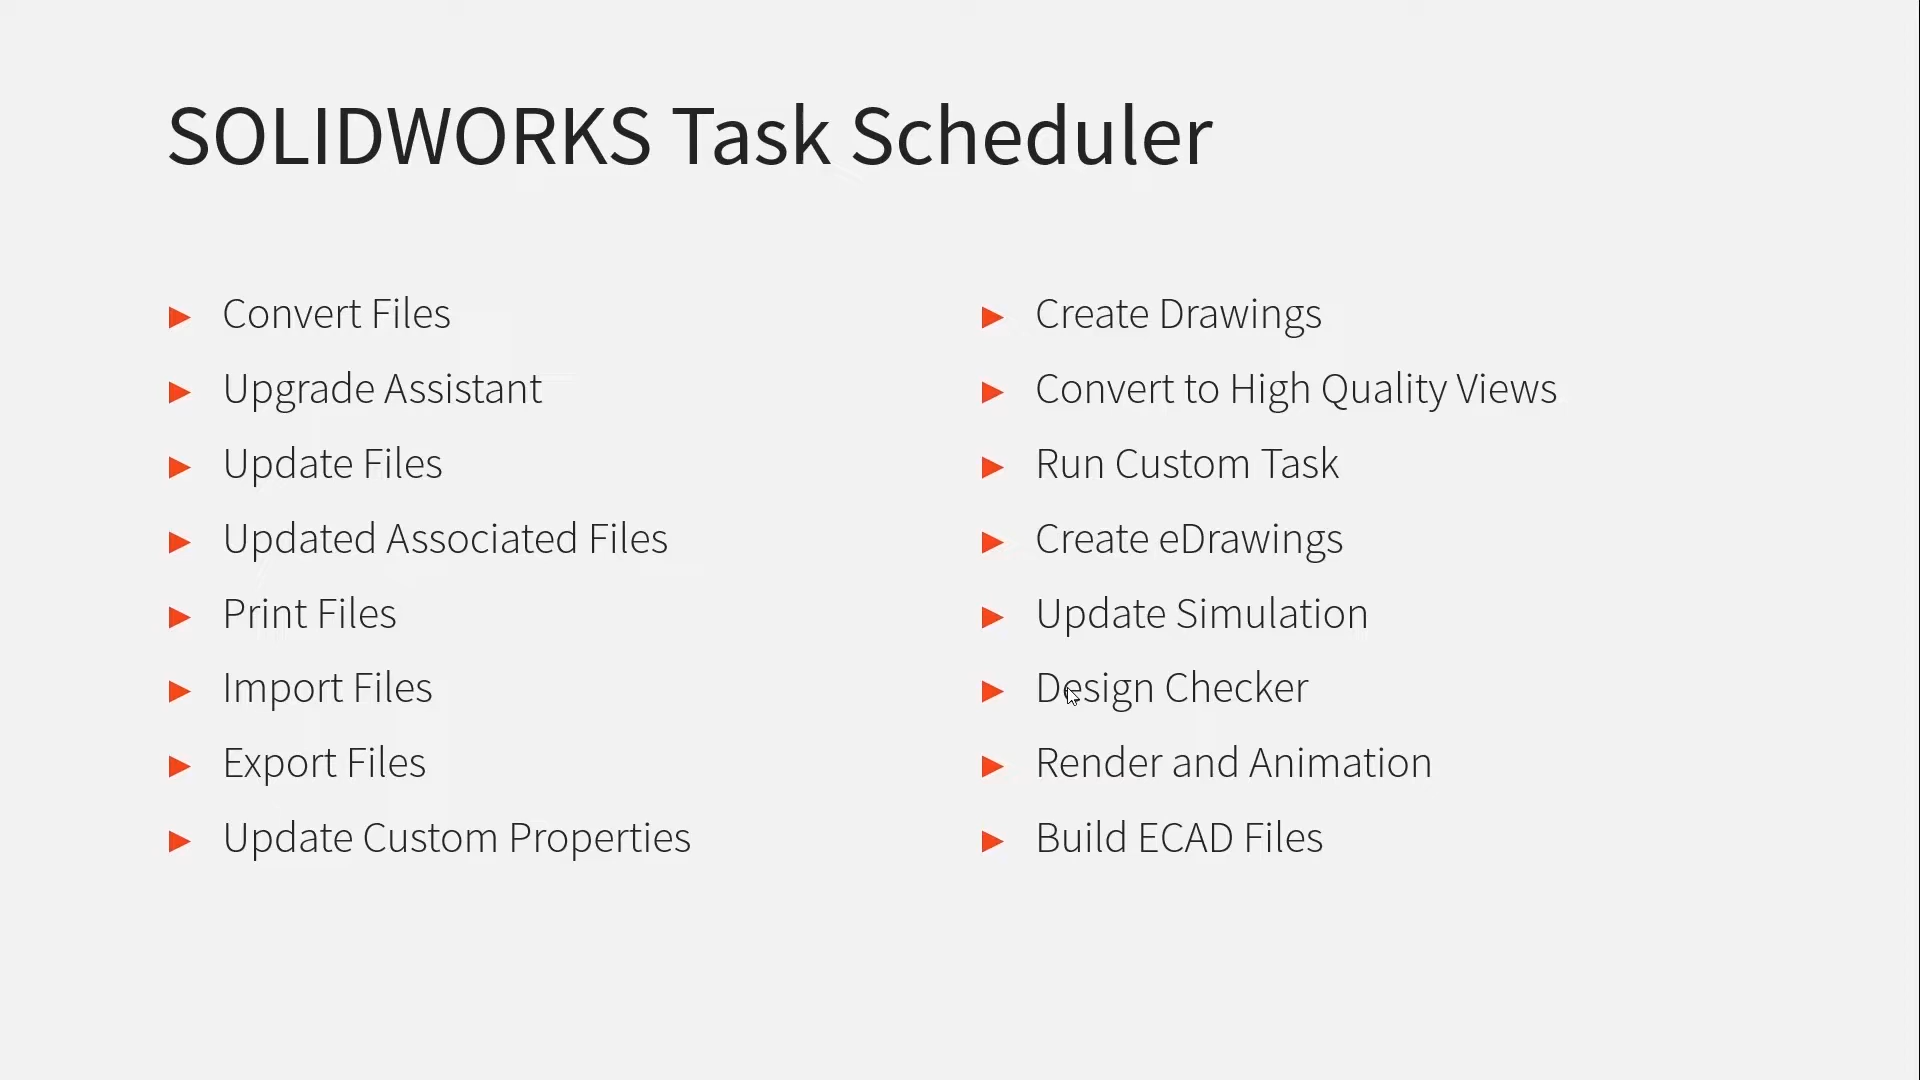 SOLIDWORKS Task Scheduler
Convert Files
Upgrade Assistant
Update Files
Updated Associated Files
Print Files
Import Files
Export Files
Update Custom Properties
Create Drawings
Convert to High Quality Views
Run Custom Task
Create eDrawings
Update Simulation
Design Checker
Render and Animation
Build ECAD Files